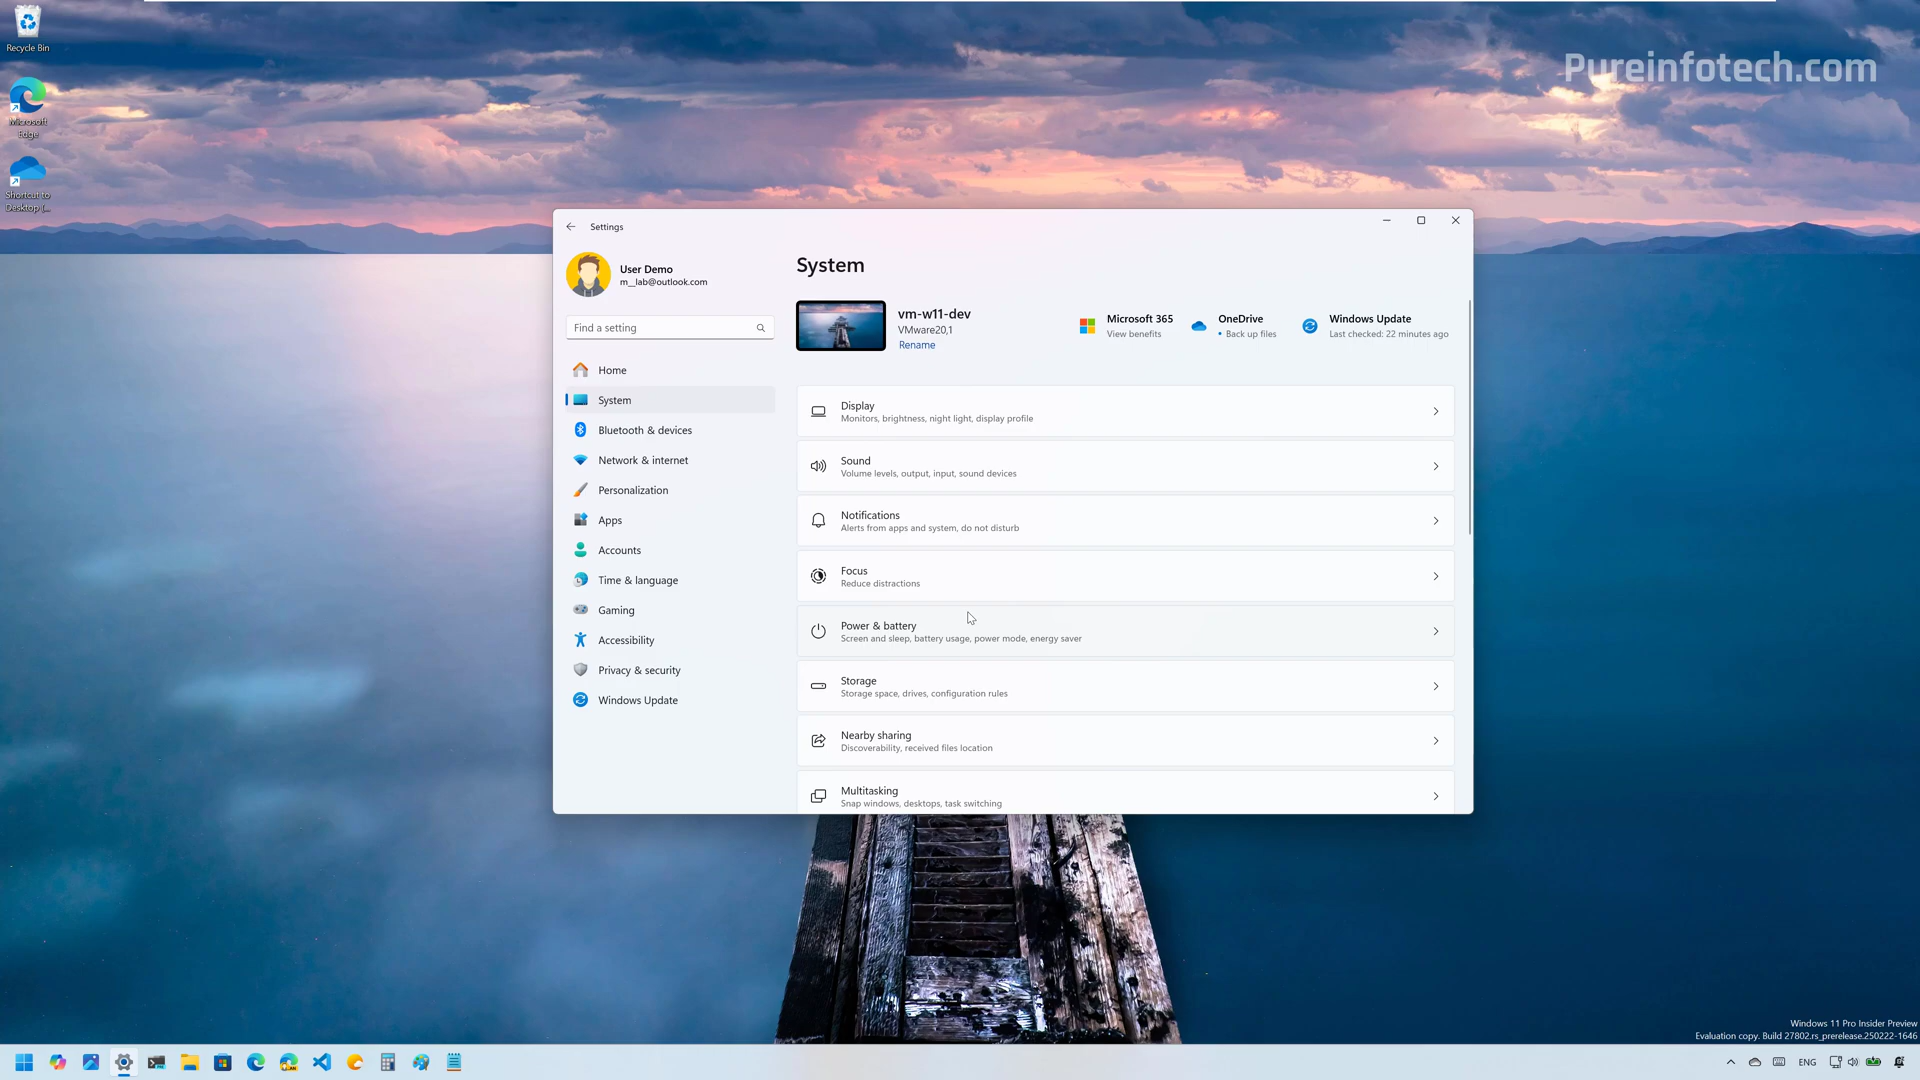 Recycle Bin
Microsoft
Edge
Shortcut to
Desktop (...
Pureinfotech.com
Settings
User Demo
m__lab@outlook.com
Find a setting
Home
System
Bluetooth & devices
Network & internet
Personalization
Apps
Accounts
Time & language
Gaming
Accessibility
Privacy & security
Windows Update
System
vm-w11-dev
VMware20,1
Rename
Microsoft 365
View benefits
OneDrive
• Back up files
Windows Update
Last checked: 22 minutes ago
Display
Monitors, brightness, night light, display profile
Sound
Volume levels, output, input, sound devices
Notifications
Alerts from apps and system, do not disturb
Focus
Reduce distractions
Power & battery
Screen and sleep, battery usage, power mode, energy saver
Storage
Storage space, drives, configuration rules
Nearby sharing
Discoverability, received files location
Multitasking
Snap windows, desktops, task switching
Windows 11 Pro Insider Preview
Evaluation copy. Build 27802.rs_prerelease.250222-1646
ENG